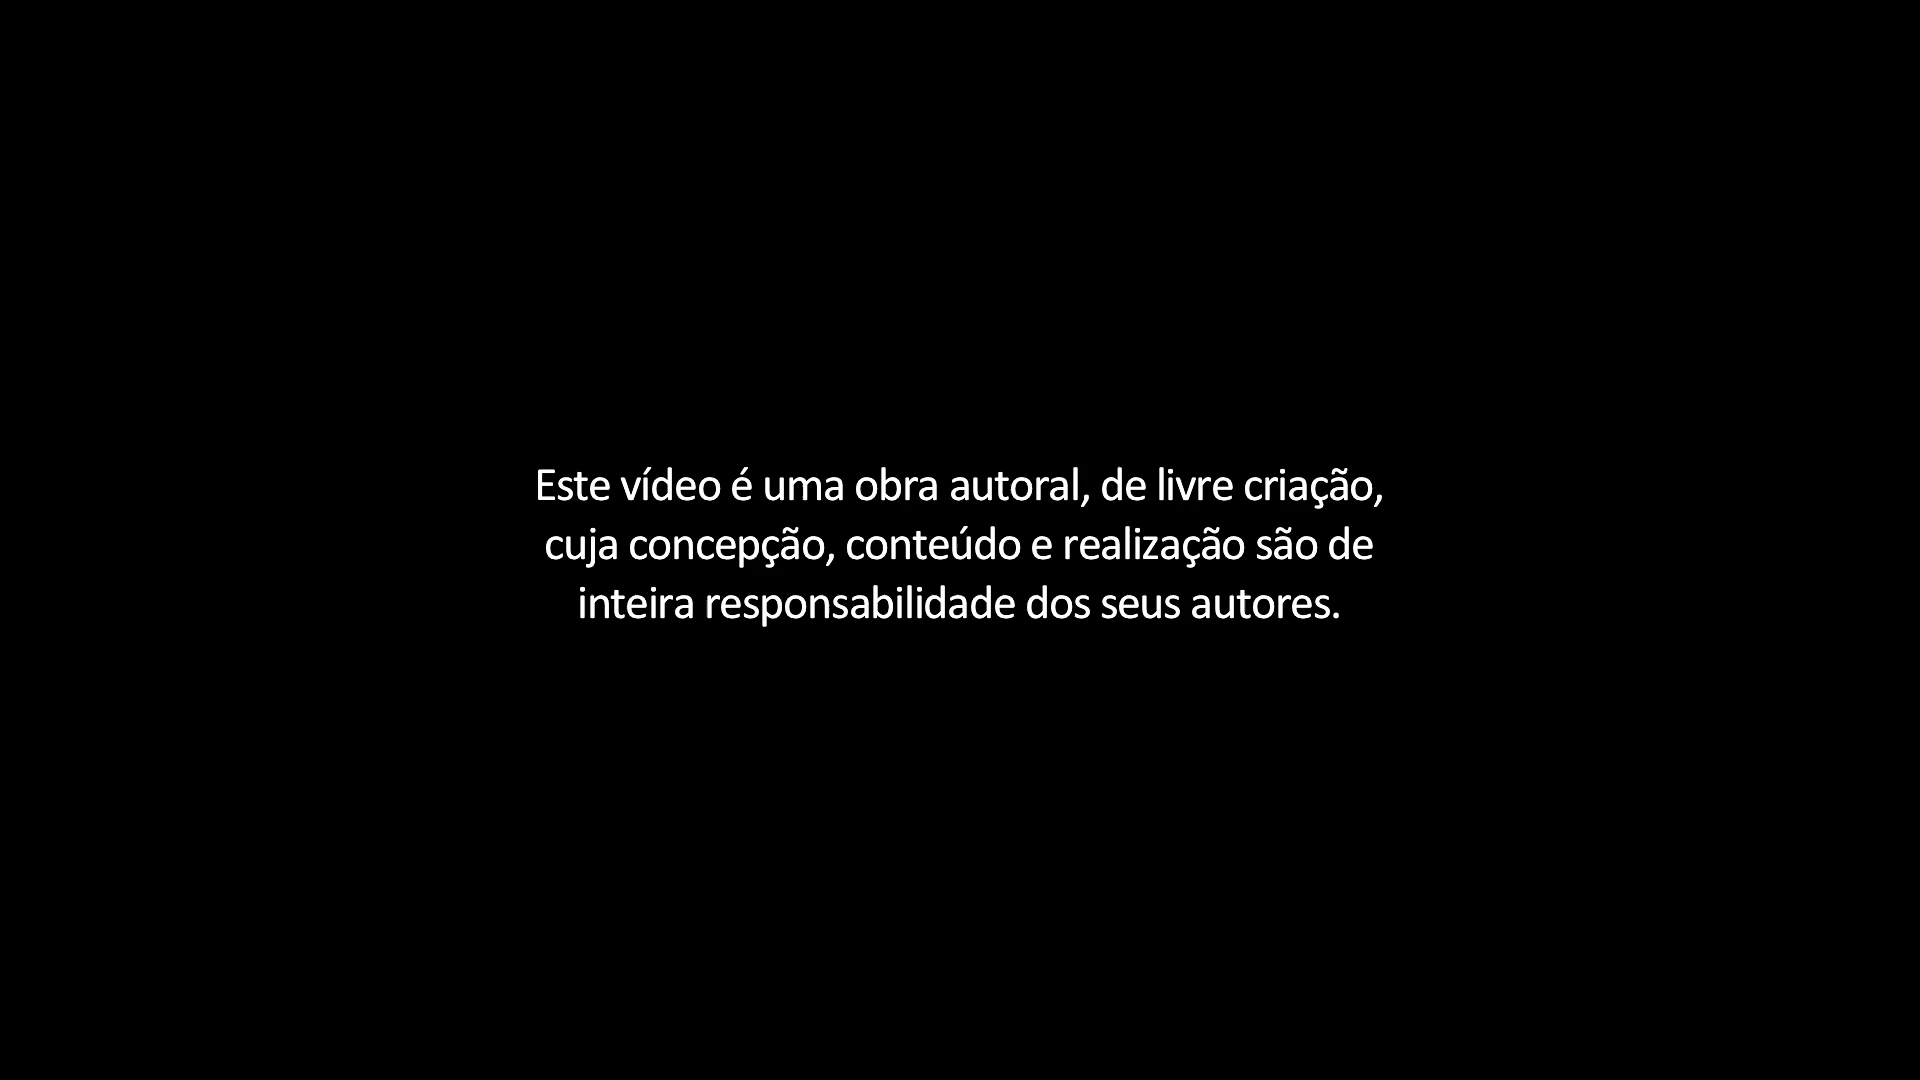 Este vídeo é uma obra autoral, de livre criação,
cuja concepção, conteúdo e realização são de
inteira responsabilidade dos seus autores.